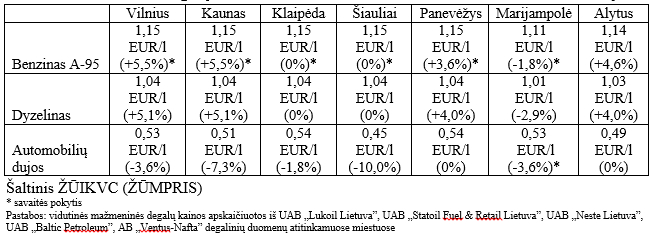 Vilnius Kaunas Klaipėda Šiauliai Panevėžys Marijampolė Alytus
1,15 1,15 1,15 1,15 1,15 1,11 1,14
EUR/l EUR/l EUR/l EUR/l EUR/l EUR/l EUR/l
Benzinas A-95 (+5,5%)* (+5,5%)* (0%)* (0%)* (+3,6%)* (-1,8%)* (+4,6%)
1,04 1,04 1,04 1,04 1,04 1,01 1,03
EUR/l EUR/l EUR/l EUR/l EUR/l EUR/l EUR/l
Dyzelinas (+5,1%) (+5,1%) (0%) (0%) (+4,0%) (-2,9%) (+4,0%)
0,53 0,51 0,54 0,45 0,54 0,53 0,49
Automobilių EUR/l EUR/l EUR/l EUR/l EUR/l EUR/l EUR/l
dujos (-3,6%) (-7,3%) (-1,8%) (-10,0%) (0%) (-3,6%)* (0%)
Šaltinis ŽŪIKVC (ŽŪMPRIS)
* savaitės pokytis
Pastabos: vidutinės mažmeninės degalų kainos apskaičiuotos iš UAB „Lukoil Lietuva”, UAB „Statoil Fuel & Retail Lietuva”, UAB „Neste Lietuva”,
UAB „Baltic Petroleum”, AB „Ventus-Nafta” degalinių duomenų atitinkamuose miestuose